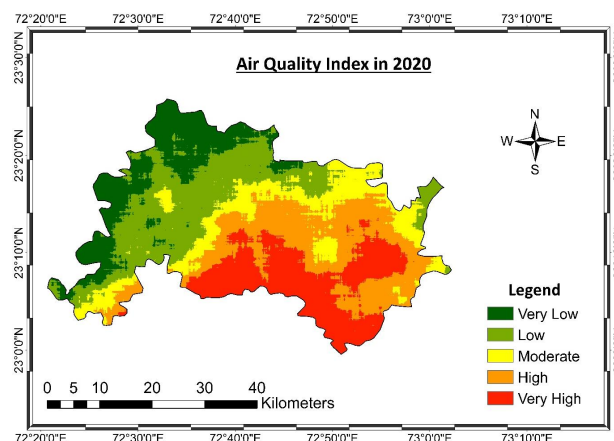 72°20'0"E 72°30'0"E 72°40'0"E 72°50'0"E 73°0'0"E 73°10'0"E
Air Quality Index in 2020
23°30'0"N
23°20'0"N
23°10'0"N
23°0'0"N
N
W E
S
Legend
Very Low
Low
Moderate
High
Very High
0 5 10 20 30 40
Kilometers
72°20'0"E 72°30'0"E 72°40'0"E 72°50'0"E 73°0'0"E 73°10'0"E